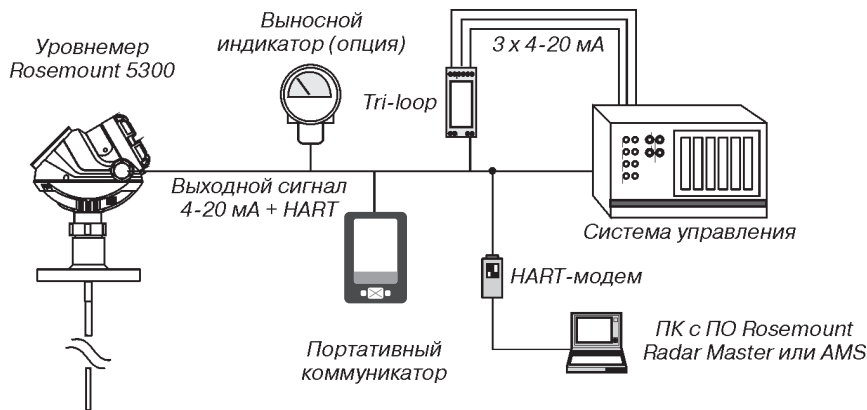 Уровнемер
Rosemount 5300
Выносной
индикатор (опция)
Tri-loop
3 x 4-20 мА
Выходной сигнал
4-20 мА + HART
Система управления
HART-модем
Портативный
коммуникатор
ПК с ПО Rosemount
Radar Master или AMS